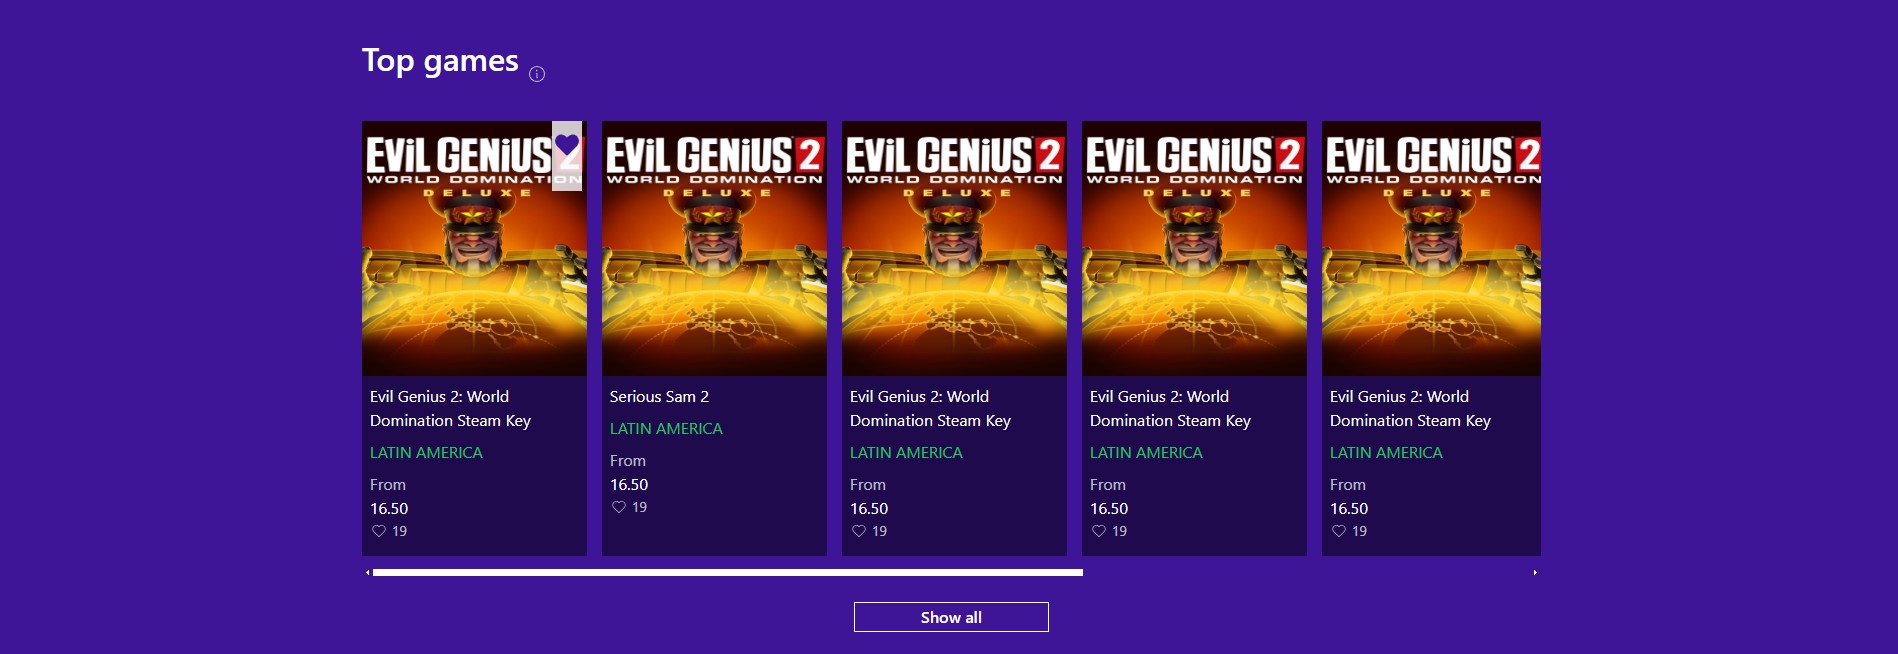 Top games
EViL GENiUS 2
WORLD DOMINATION
DELUXE
Evil Genius 2: World
Domination Steam Key
LATIN AMERICA
From
16.50
19
EViL GENiUS 2
WORLD DOMINATION
DELUXE
Serious Sam 2
LATIN AMERICA
From
16.50
19
EViL GENiUS 2
WORLD DOMINATION
DELUXE
Evil Genius 2: World
Domination Steam Key
LATIN AMERICA
From
16.50
19
EViL GENiUS 2
WORLD DOMINATION
DELUXE
Evil Genius 2: World
Domination Steam Key
LATIN AMERICA
From
16.50
19
EViL GENiUS 2
WORLD DOMINATION
DELUXE
Evil Genius 2: World
Domination Steam Key
LATIN AMERICA
From
16.50
19
Show all